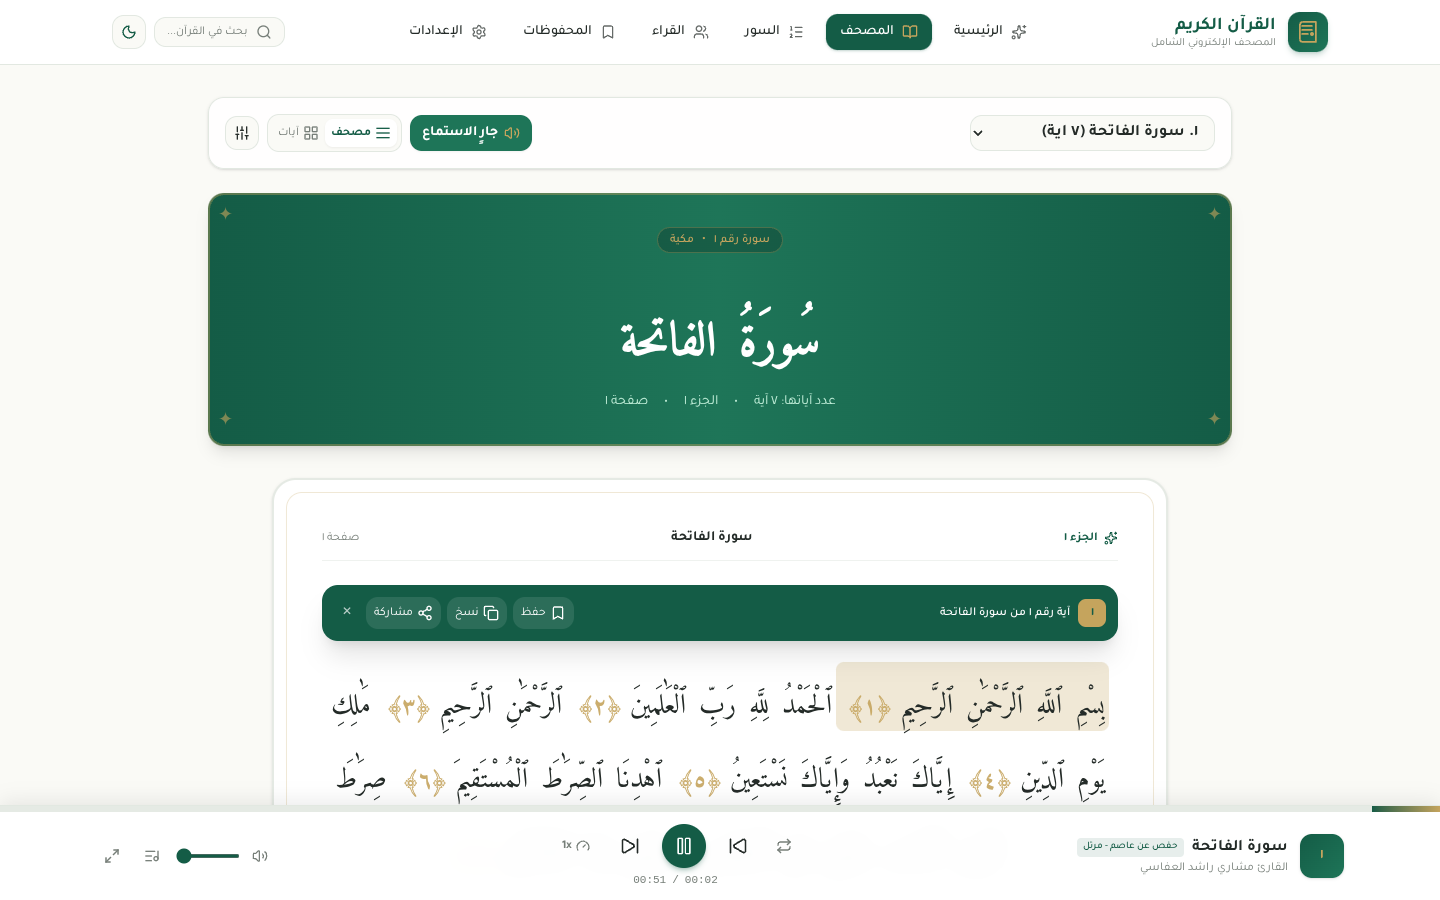 القرآن الكريم
المصحف الإلكتروني الشامل
الرئيسية
المصحف
السور
القراء
المحفوظات
الإعدادات
بحث في القرآن...
١. سورة الفاتحة (٧ آية)
جارٍ الاستماع
مصحف
آيات
سورة رقم ١ • مكية
سُورَةُ الفاتحة
عدد آياتها: ٧ آية • الجزء ١ • صفحة ١
الجزء ١
سورة الفاتحة
صفحة ١
١
آية رقم ١ من سورة الفاتحة
حفظ
نسخ
مشاركة
×
بِسْمِ ٱللَّهِ ٱلرَّحْمَٰنِ ٱلرَّحِيمِ ﴿١﴾ ٱلْحَمْدُ لِلَّهِ رَبِّ ٱلْعَٰلَمِينَ ﴿٢﴾ ٱلرَّحْمَٰنِ ٱلرَّحِيمِ ﴿٣﴾ مَٰلِكِ
يَوْمِ ٱلدِّينِ ﴿٤﴾ إِيَّاكَ نَعْبُدُ وَإِيَّاكَ نَسْتَعِينُ ﴿٥﴾ ٱهْدِنَا ٱلصِّرَٰطَ ٱلْمُسْتَقِيمَ ﴿٦﴾ صِرَٰطَ
١
سورة الفاتحة
حفص عن عاصم - مرتل
القارئ مشاري راشد العفاسي
1x
00:51 / 00:02